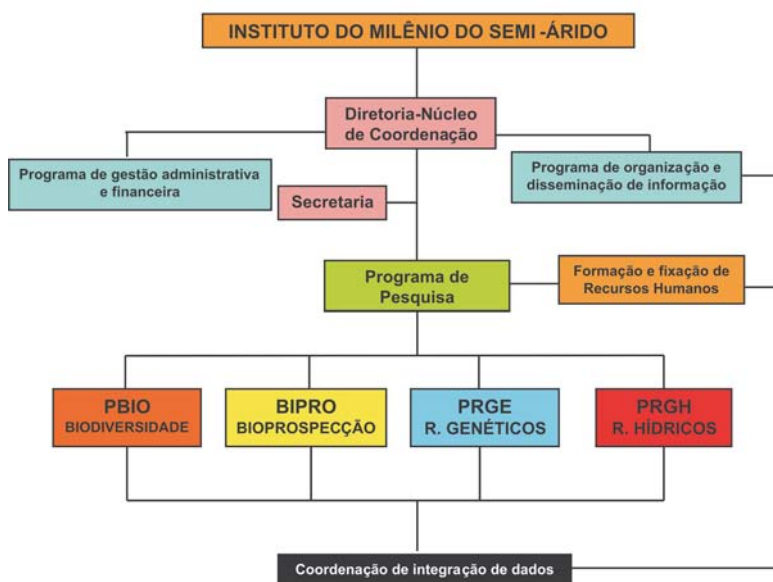 INSTITUTO DO MILÊNIO DO SEMI -ÁRIDO
Diretoria-Núcleo
de Coordenação
Programa de gestão administrativa
e financeira
Programa de organização e
disseminação de informação
Secretaria
Programa de
Pesquisa
Formação e fixação de
Recursos Humanos
PBIO
BIODIVERSIDADE
BIPRO
BIOPROSPECÇÃO
PRGE
R. GENÉTICOS
PRGH
R. HÍDRICOS
Coordenação de integração de dados